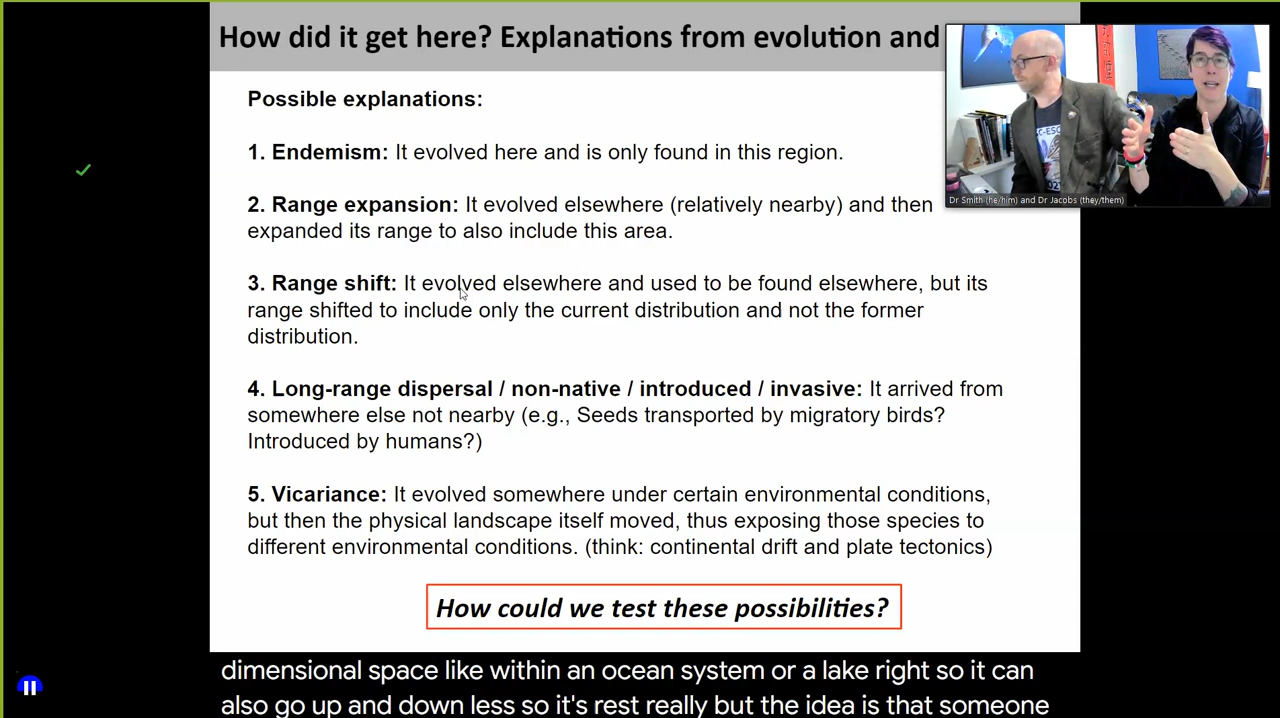 How did it get here? Explanations from evolution and
Possible explanations:
1. Endemism: It evolved here and is only found in this region.
2. Range expansion: It evolved elsewhere (relatively nearby) and then
expanded its range to also include this area.
3. Range shift: It evolved elsewhere and used to be found elsewhere, but its
range shifted to include only the current distribution and not the former
distribution.
4. Long-range dispersal / non-native / introduced / invasive: It arrived from
somewhere else not nearby (e.g., Seeds transported by migratory birds?
Introduced by humans?)
5. Vicariance: It evolved somewhere under certain environmental conditions,
but then the physical landscape itself moved, thus exposing those species to
different environmental conditions. (think: continental drift and plate tectonics)
How could we test these possibilities?
Dr Smith (he/him) and Dr Jacobs (they/them)
dimensional space like within an ocean system or a lake right so it can
also go up and down less so it's rest really but the idea is that someone